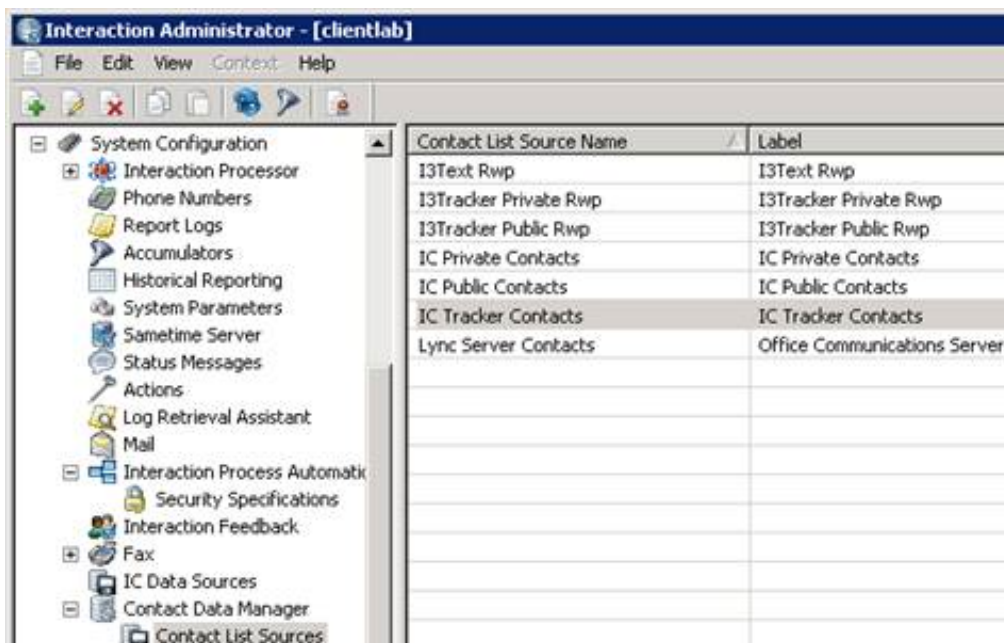 Interaction Administrator - [clientlab]
File Edit View Context Help
System Configuration
Interaction Processor
Phone Numbers
Report Logs
Accumulators
Historical Reporting
System Parameters
Sametime Server
Status Messages
Actions
Log Retrieval Assistant
Mail
Interaction Process Automatic
Security Specifications
Interaction Feedback
Fax
IC Data Sources
Contact Data Manager
Contact List Sources
Contact List Source Name Label
I3Text Rwp I3Text Rwp
I3Tracker Private Rwp I3Tracker Private Rwp
I3Tracker Public Rwp I3Tracker Public Rwp
IC Private Contacts IC Private Contacts
IC Public Contacts IC Public Contacts
IC Tracker Contacts IC Tracker Contacts
Lync Server Contacts Office Communications Server